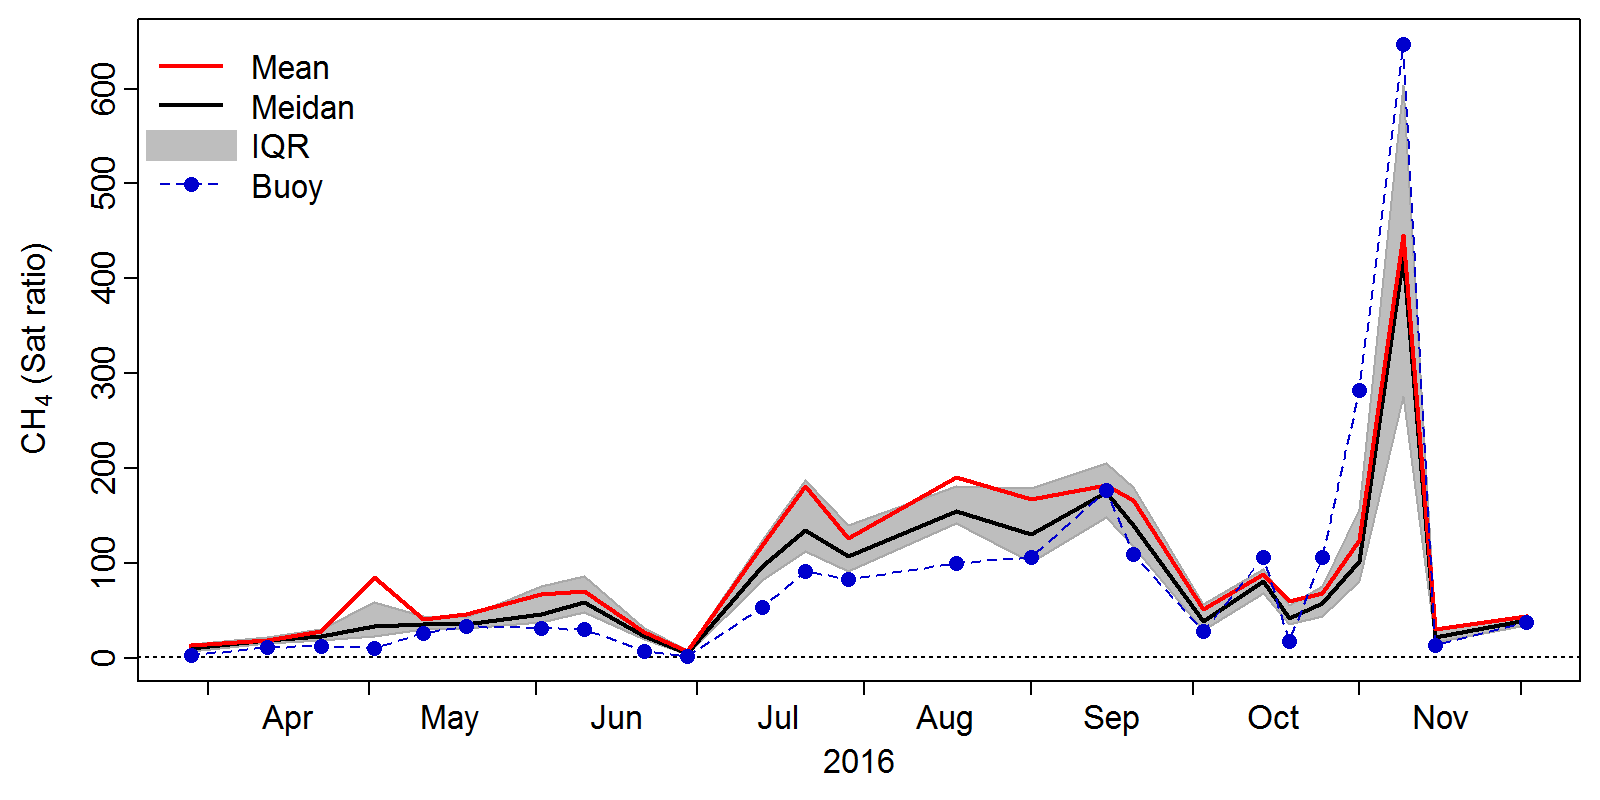 Mean
Meidan
IQR
Buoy
CH₄ (Sat ratio)
600
500
400
300
200
100
0
Apr May Jun Jul Aug Sep Oct Nov
2016